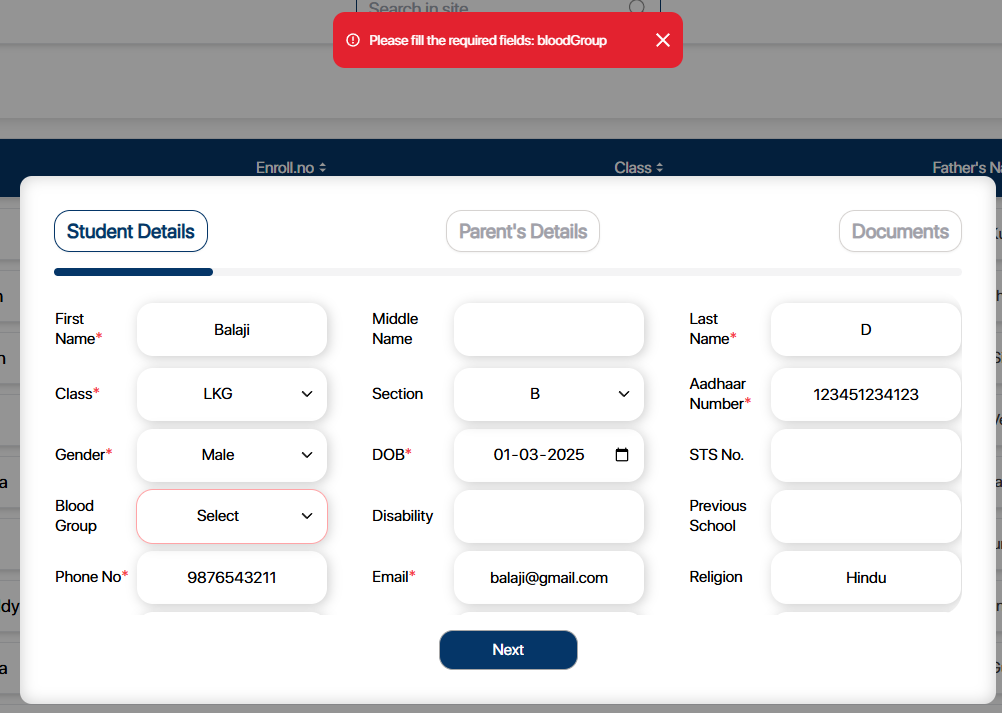 Search in site
Please fill the required fields: bloodGroup
Enroll.no
Class
Father's Na
Student Details
Parent's Details
Documents
First
Name*
Balaji
Middle
Name
Last
Name*
D
Class*
LKG
Section
B
Aadhaar
Number*
123451234123
Gender*
Male
DOB*
01-03-2025
STS No.
Blood
Group
Select
Disability
Previous
School
Phone No*
9876543211
Email*
balaji@gmail.com
Religion
Hindu
Next